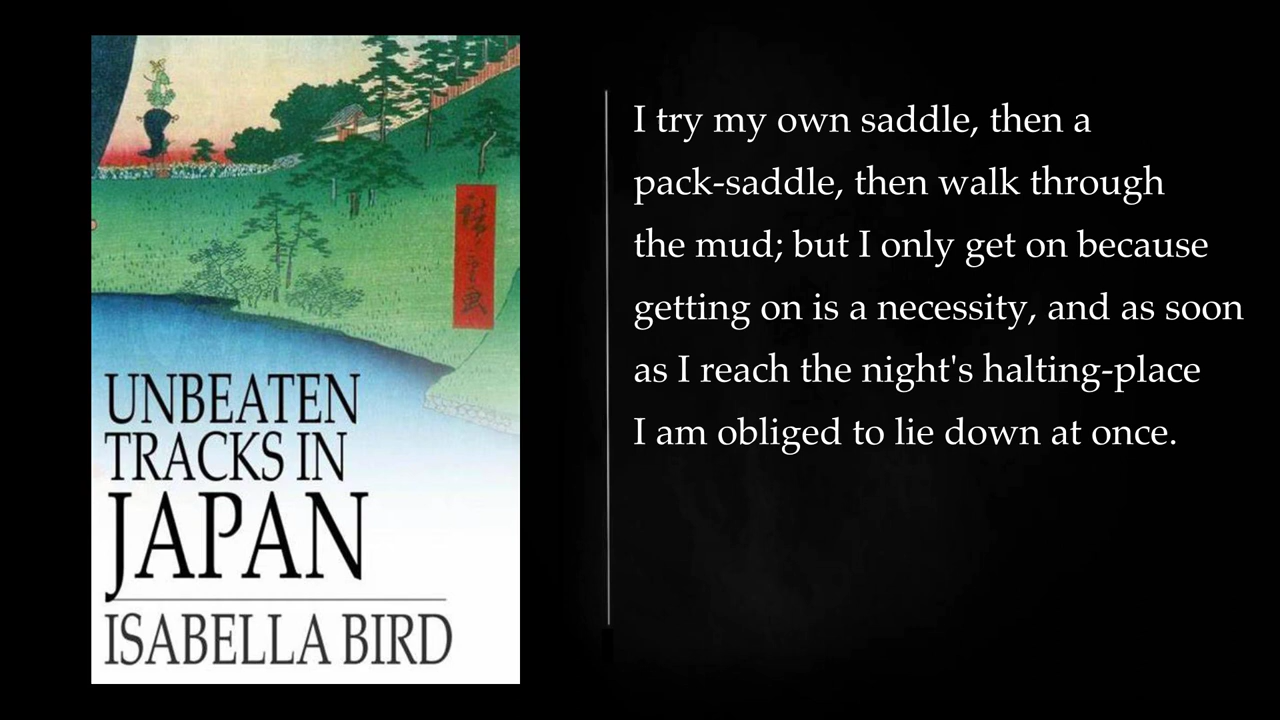 UNBEATEN
TRACKS IN
JAPAN
ISABELLA BIRD
I try my own saddle, then a
pack-saddle, then walk through
the mud; but I only get on because
getting on is a necessity, and as soon
as I reach the night's halting-place
I am obliged to lie down at once.